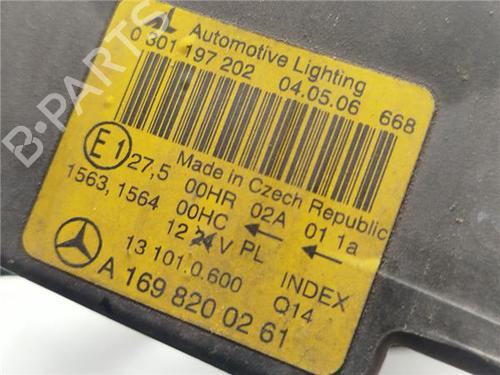 AL Automotive Lighting
0 301 197 202 04.05.06 668
Made in Czech Republic
E1 27,5 00HR 02A 01 1a
1563, 1564 00HC ←
12 24 V PL ←
13 101.0.600 INDEX
A 169 820 02 61 Q14
B-PARTS